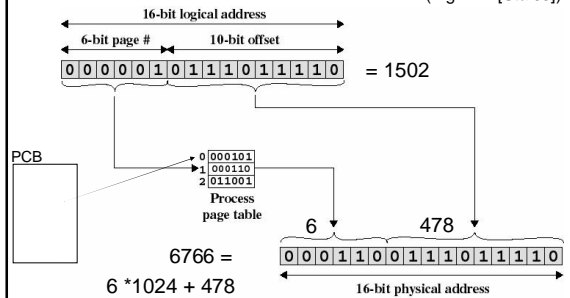 16-bit logical address
6-bit page # 10-bit offset
0 0 0 0 0 1 0 1 1 1 0 1 1 1 1 0 = 1502
PCB
0 000101
1 000110
2 011001
Process
page table
6 478
0 0 0 1 1 0 0 1 1 1 0 1 1 1 1 0
6766 =
6 *1024 + 478
16-bit physical address